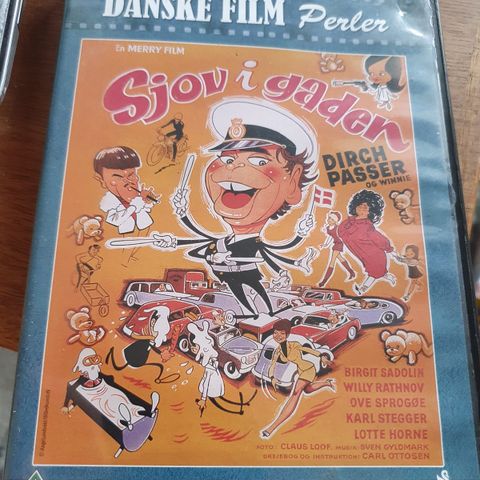 DANSKE FILM Perler
En MERRY FILM
Sjov i gaden
DIRCH
PASSER
OG WINNIE
BIRGIT SADOLIN
WILLY RATHNOV
OVE SPROGØE
KARL STEGGER
LOTTE HORNE
FOTO: CLAUS LOOF. MUSIK: SVEN GYLDMARK
DREJEBOG OG INSTRUKTION: CARL OTTOSEN